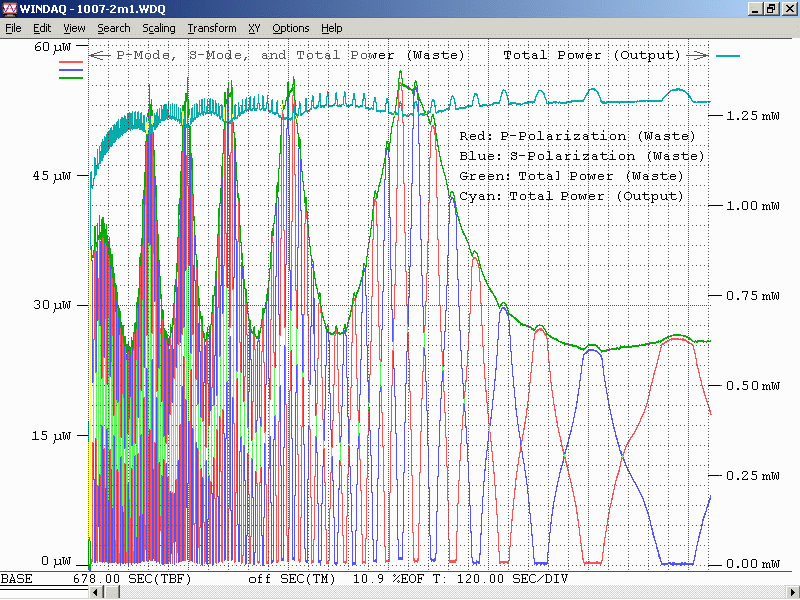 WINDAQ - 1007-2m1.WDQ
File Edit View Search Scaling Transform XY Options Help
60 µW P-Mode, S-Mode, and Total Power (Waste) Total Power (Output)
1.25 mW
Red: P-Polarization (Waste)
Blue: S-Polarization (Waste)
45 µW Green: Total Power (Waste)
Cyan: Total Power (Output)
1.00 mW
0.75 mW
30 µW
0.50 mW
15 µW
0.25 mW
0 µW 0.00 mW
BASE 678.00 SEC(TBF) off SEC(TM) 10.9 %EOF T: 120.00 SEC/DIV